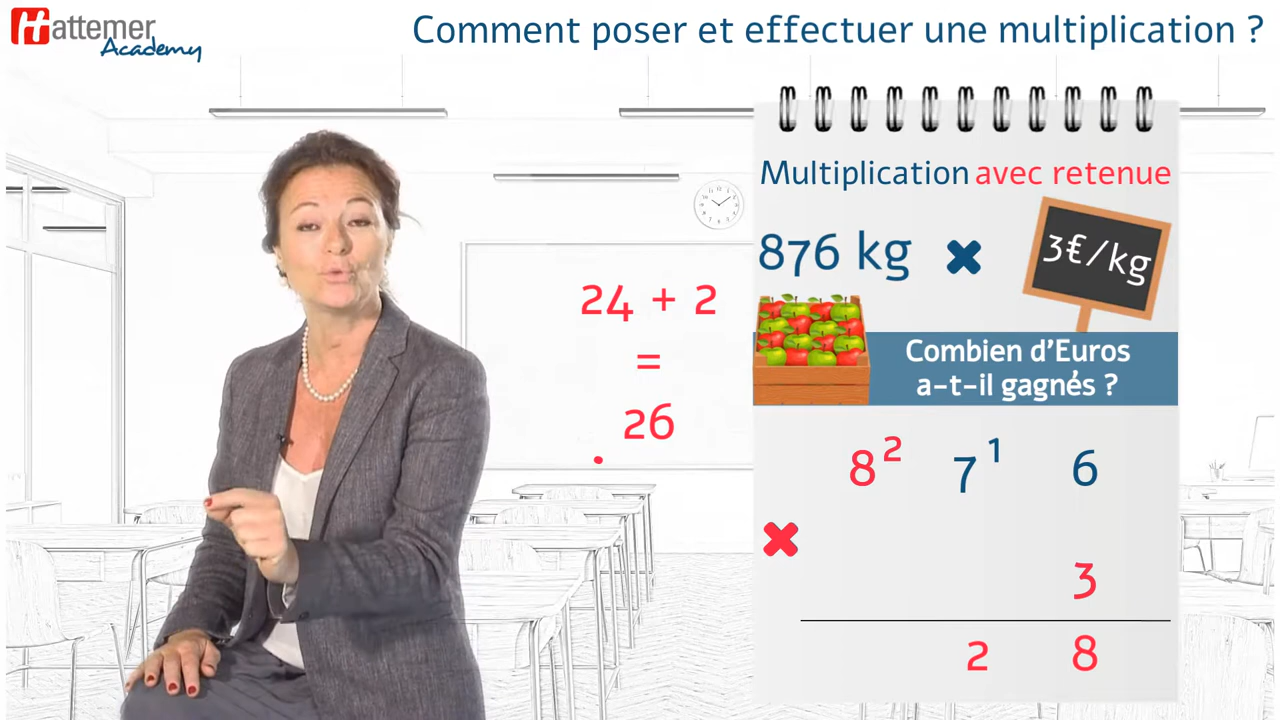 Hattemer
Academy
Comment poser et effectuer une multiplication ?
Multiplication avec retenue
876 kg ✖ 3€/kg
Combien d'Euros
a-t-il gagnés ?
24 + 2
=
26
8² 7¹ 6
✖
3
2 8